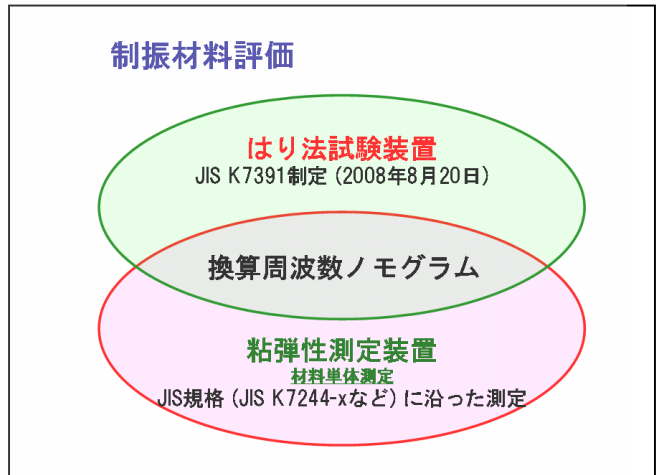 制振材料評価
はり法試験装置
JIS K7391制定 (2008年8月20日)
換算周波数ノモグラム
粘弾性測定装置
材料単体測定
JIS規格 (JIS K7244-xなど) に沿った測定